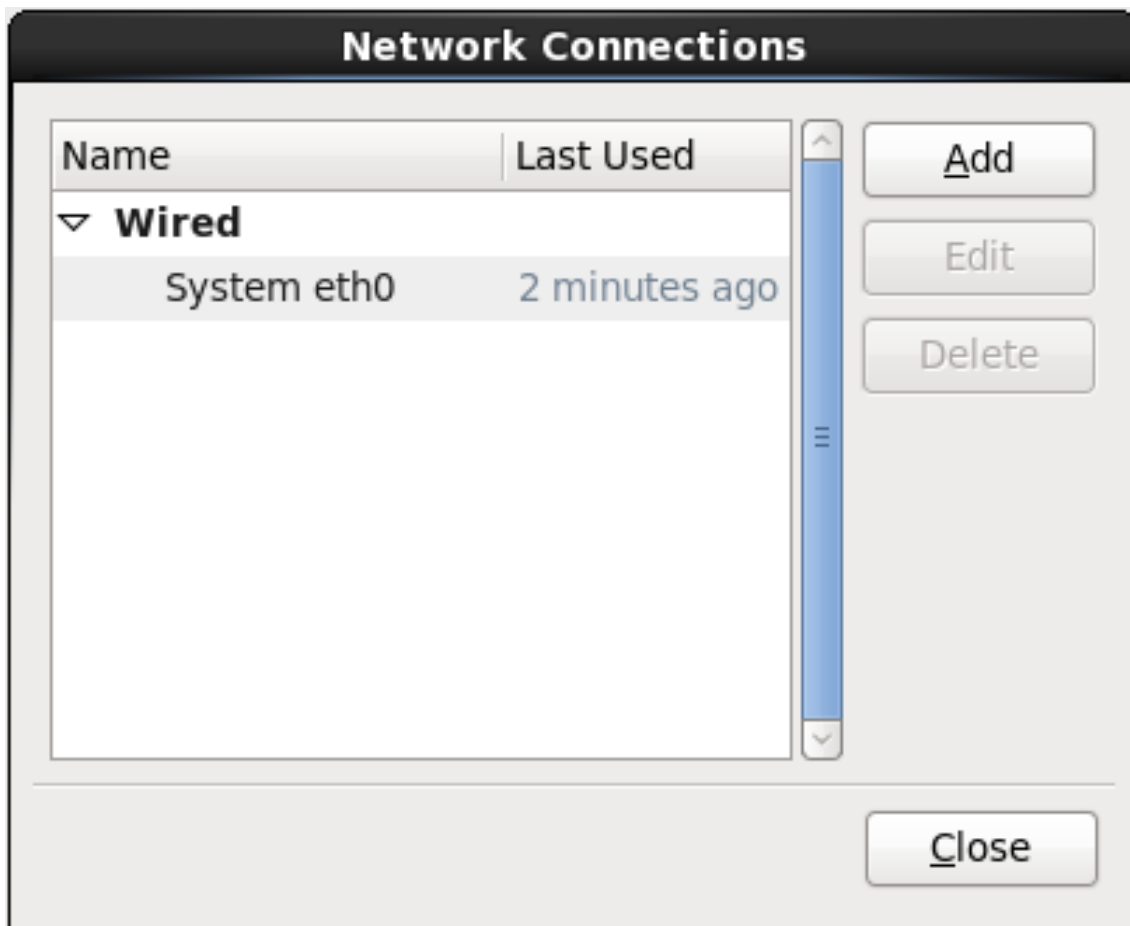 Network Connections
Name Last Used
Wired
System eth0 2 minutes ago
Add
Edit
Delete
Close